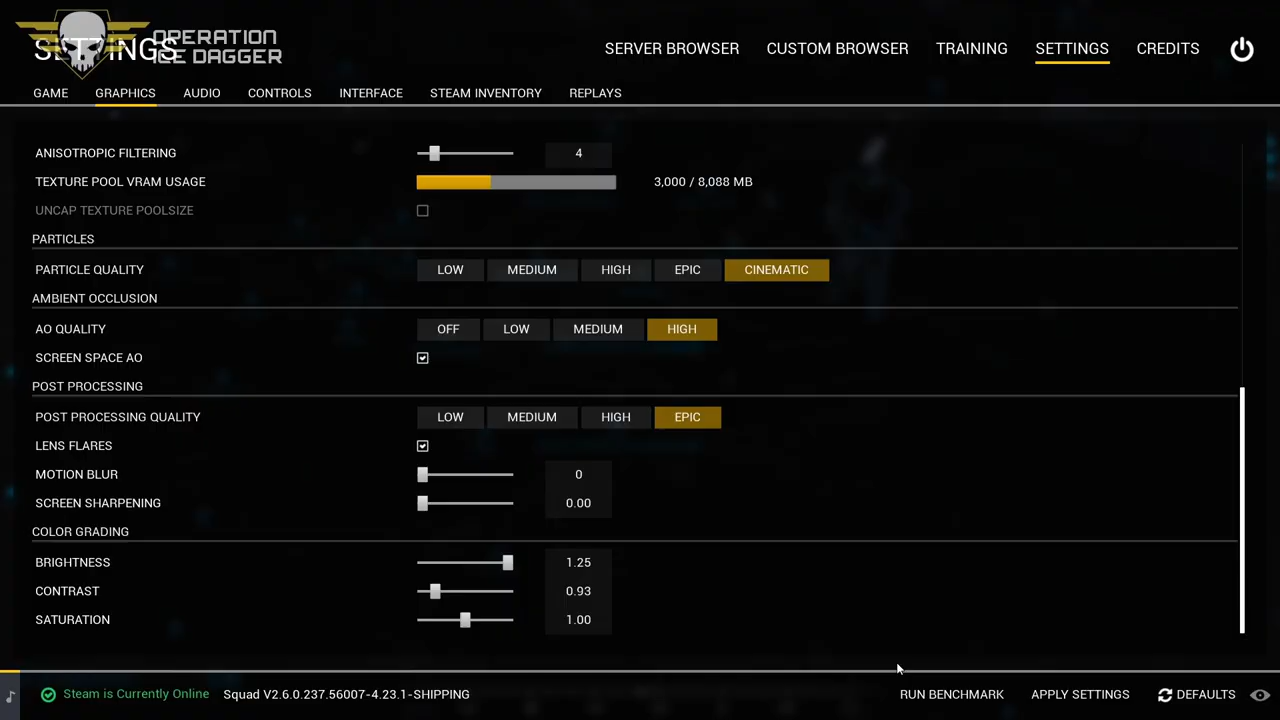 SETTINGS
OPERATION
ICE DAGGER
SERVER BROWSER CUSTOM BROWSER TRAINING SETTINGS CREDITS
GAME GRAPHICS AUDIO CONTROLS INTERFACE STEAM INVENTORY REPLAYS
ANISOTROPIC FILTERING 4
TEXTURE POOL VRAM USAGE 3,000 / 8,088 MB
UNCAP TEXTURE POOLSIZE
PARTICLES
PARTICLE QUALITY LOW MEDIUM HIGH EPIC CINEMATIC
AMBIENT OCCLUSION
AO QUALITY OFF LOW MEDIUM HIGH
SCREEN SPACE AO
POST PROCESSING
POST PROCESSING QUALITY LOW MEDIUM HIGH EPIC
LENS FLARES
MOTION BLUR 0
SCREEN SHARPENING 0.00
COLOR GRADING
BRIGHTNESS 1.25
CONTRAST 0.93
SATURATION 1.00
Steam is Currently Online Squad V2.6.0.237.56007-4.23.1-SHIPPING RUN BENCHMARK APPLY SETTINGS DEFAULTS